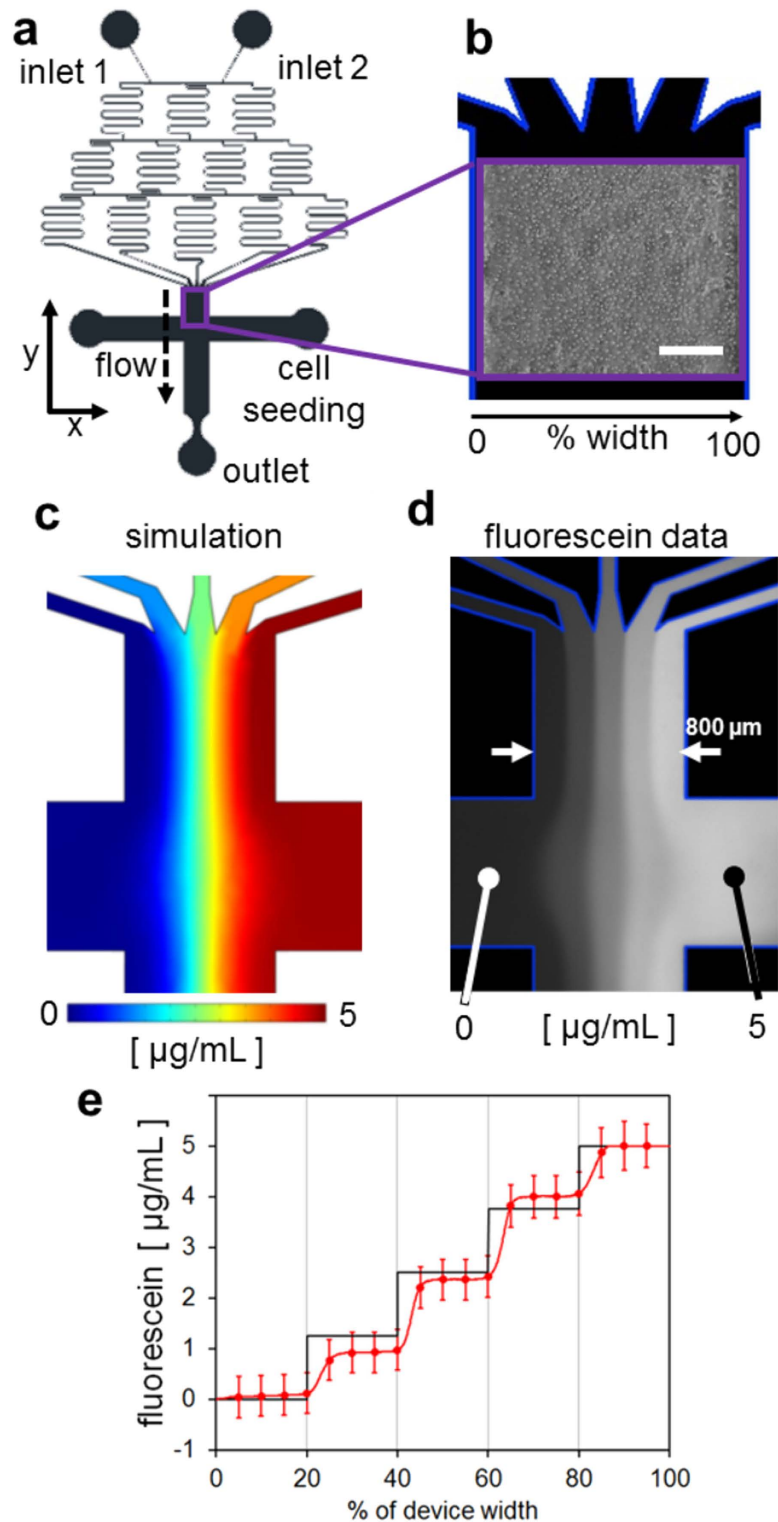 a
inlet 1
inlet 2
y
x
flow
cell
seeding
outlet
b
0
% width
100
c
simulation
0
5
[ µg/mL ]
d
fluorescein data
800 µm
0
5
[ µg/mL ]
e
fluorescein [ µg/mL ]
5
4
3
2
1
0
-1
0
20
40
60
80
100
% of device width